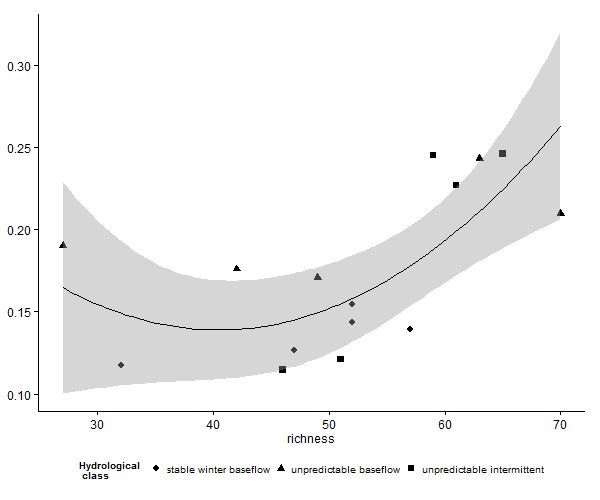 0.30
0.25
0.20
0.15
0.10
30 40 50 60 70
richness
Hydrological
class
stable winter baseflow unpredictable baseflow unpredictable intermittent